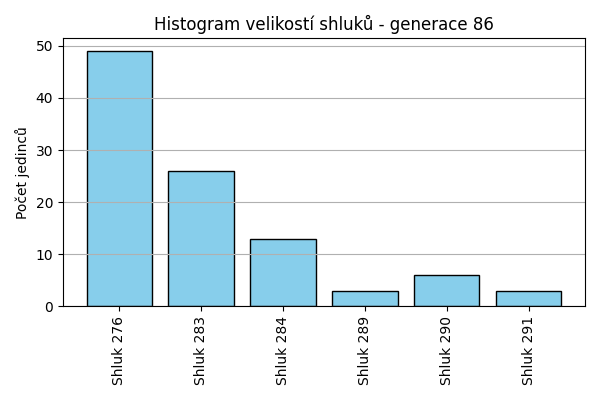 Histogram velikostí shluků - generace 86
Počet jedinců
50
40
30
20
10
0
Shluk 276
Shluk 283
Shluk 284
Shluk 289
Shluk 290
Shluk 291